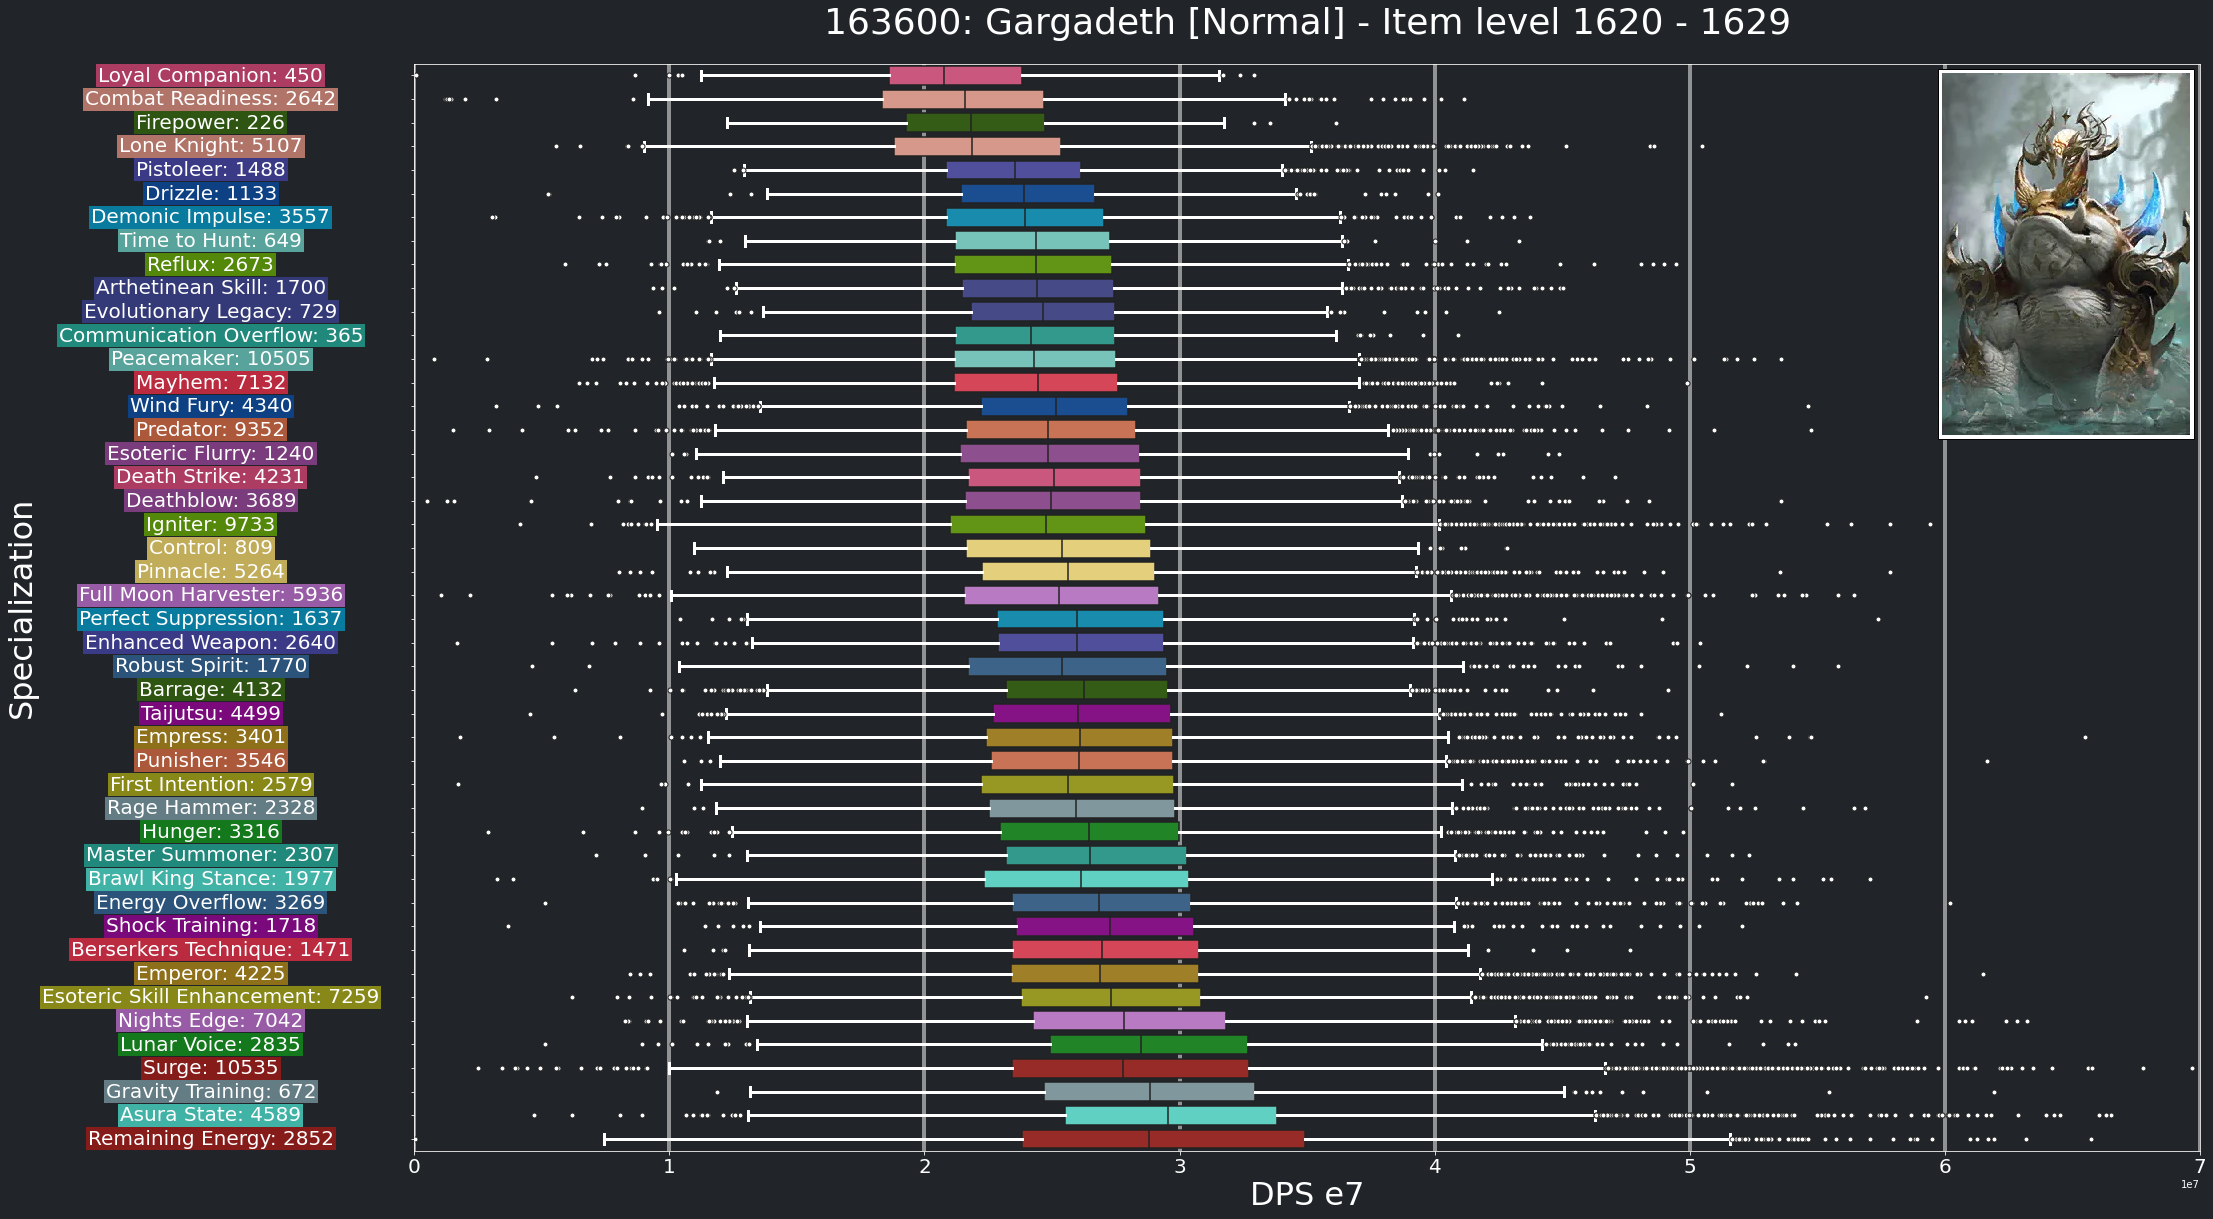 163600: Gargadeth [Normal] - Item level 1620 - 1629
Loyal Companion: 450
Combat Readiness: 2642
Firepower: 226
Lone Knight: 5107
Pistoleer: 1488
Drizzle: 1133
Demonic Impulse: 3557
Time to Hunt: 649
Reflux: 2673
Arthetinean Skill: 1700
Evolutionary Legacy: 729
Communication Overflow: 365
Peacemaker: 10505
Mayhem: 7132
Wind Fury: 4340
Predator: 9352
Esoteric Flurry: 1240
Death Strike: 4231
Deathblow: 3689
Igniter: 9733
Control: 809
Pinnacle: 5264
Full Moon Harvester: 5936
Perfect Suppression: 1637
Enhanced Weapon: 2640
Robust Spirit: 1770
Barrage: 4132
Taijutsu: 4499
Empress: 3401
Punisher: 3546
First Intention: 2579
Rage Hammer: 2328
Hunger: 3316
Master Summoner: 2307
Brawl King Stance: 1977
Energy Overflow: 3269
Shock Training: 1718
Berserkers Technique: 1471
Emperor: 4225
Esoteric Skill Enhancement: 7259
Nights Edge: 7042
Lunar Voice: 2835
Surge: 10535
Gravity Training: 672
Asura State: 4589
Remaining Energy: 2852
Specialization
0 1 2 3 4 5 6 7
DPS e7
1e7